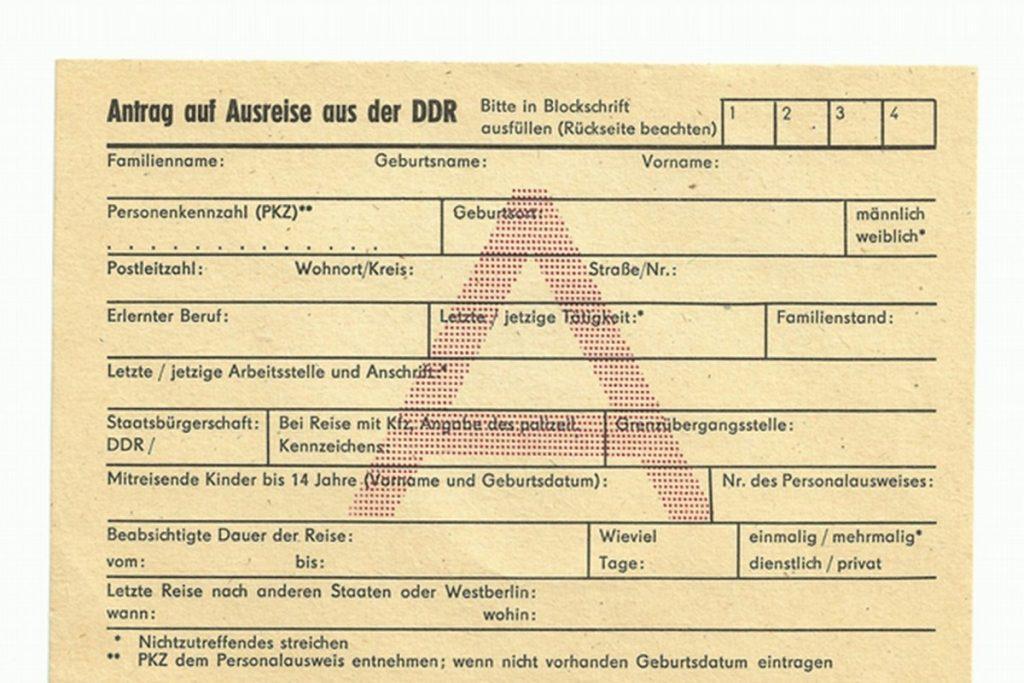 Antrag auf Ausreise aus der DDR
Bitte in Blockschrift
ausfüllen (Rückseite beachten)
1 2 3 4
Familienname: Geburtsname: Vorname:
Personenkennzahl (PKZ)** Geburtsort: männlich
weiblich*
Postleitzahl: Wohnort/Kreis: Straße/Nr.:
Erlernter Beruf: Letzte / jetzige Tätigkeit:* Familienstand:
Letzte / jetzige Arbeitsstelle und Anschrift:*
Staatsbürgerschaft: Bei Reise mit Kfz, Angabe des polizeil. Grenzübergangsstelle:
DDR / Kennzeichens:
Mitreisende Kinder bis 14 Jahre (Vorname und Geburtsdatum): Nr. des Personalausweises:
Beabsichtigte Dauer der Reise: Wieviel einmalig / mehrmalig*
vom: bis: Tage: dienstlich / privat
Letzte Reise nach anderen Staaten oder Westberlin:
wann: wohin:
* Nichtzutreffendes streichen
** PKZ dem Personalausweis entnehmen; wenn nicht vorhanden Geburtsdatum eintragen
A